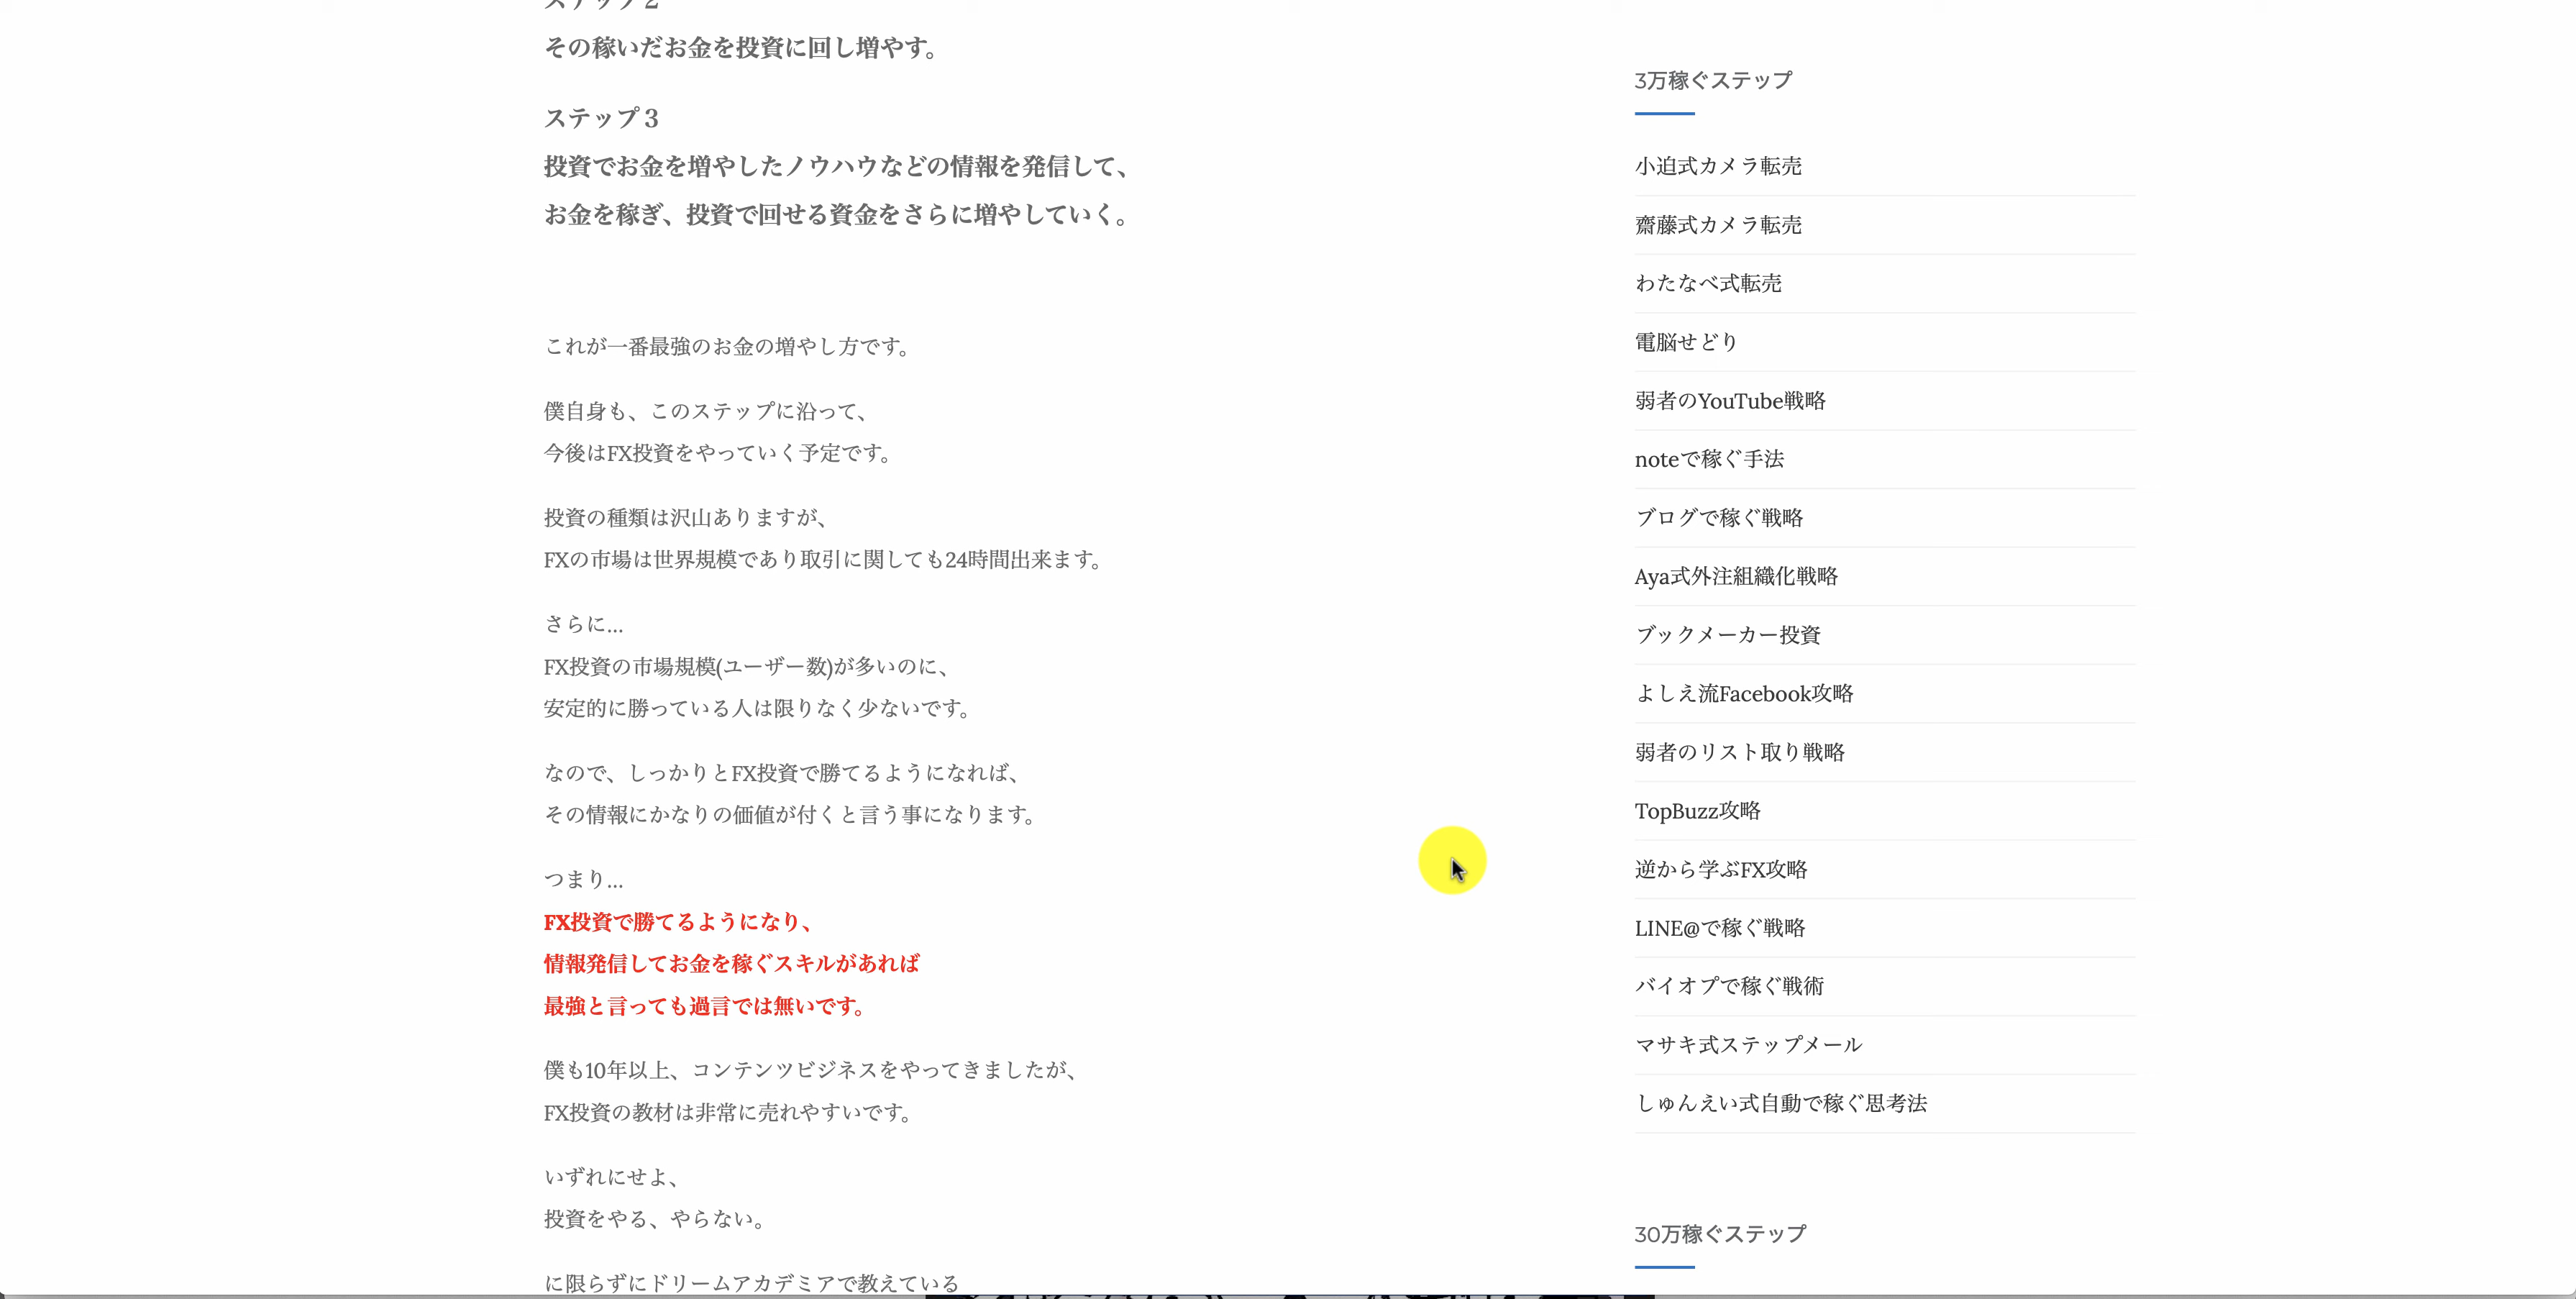 ステップ２
その稼いだお金を投資に回し増やす。
ステップ３
投資でお金を増やしたノウハウなどの情報を発信して、
お金を稼ぎ、投資で回せる資金をさらに増やしていく。
これが一番最強のお金の増やし方です。
僕自身も、このステップに沿って、
今後はFX投資をやっていく予定です。
投資の種類は沢山ありますが、
FXの市場は世界規模であり取引に関しても24時間出来ます。
さらに…
FX投資の市場規模(ユーザー数)が多いのに、
安定的に勝っている人は限りなく少ないです。
なので、しっかりとFX投資で勝てるようになれば、
その情報にかなりの価値が付くと言う事になります。
つまり…
FX投資で勝てるようになり、
情報発信してお金を稼ぐスキルがあれば
最強と言っても過言では無いです。
僕も10年以上、コンテンツビジネスをやってきましたが、
FX投資の教材は非常に売れやすいです。
いずれにせよ、
投資をやる、やらない。
に限らずにドリームアカデミアで教えている
3万稼ぐステップ
小迫式カメラ転売
齋藤式カメラ転売
わたなべ式転売
電脳せどり
弱者のYouTube戦略
noteで稼ぐ手法
ブログで稼ぐ戦略
Aya式外注組織化戦略
ブックメーカー投資
よしえ流Facebook攻略
弱者のリスト取り戦略
TopBuzz攻略
逆から学ぶFX攻略
LINE@で稼ぐ戦略
バイオプで稼ぐ戦術
マサキ式ステップメール
しゅんえい式自動で稼ぐ思考法
30万稼ぐステップ